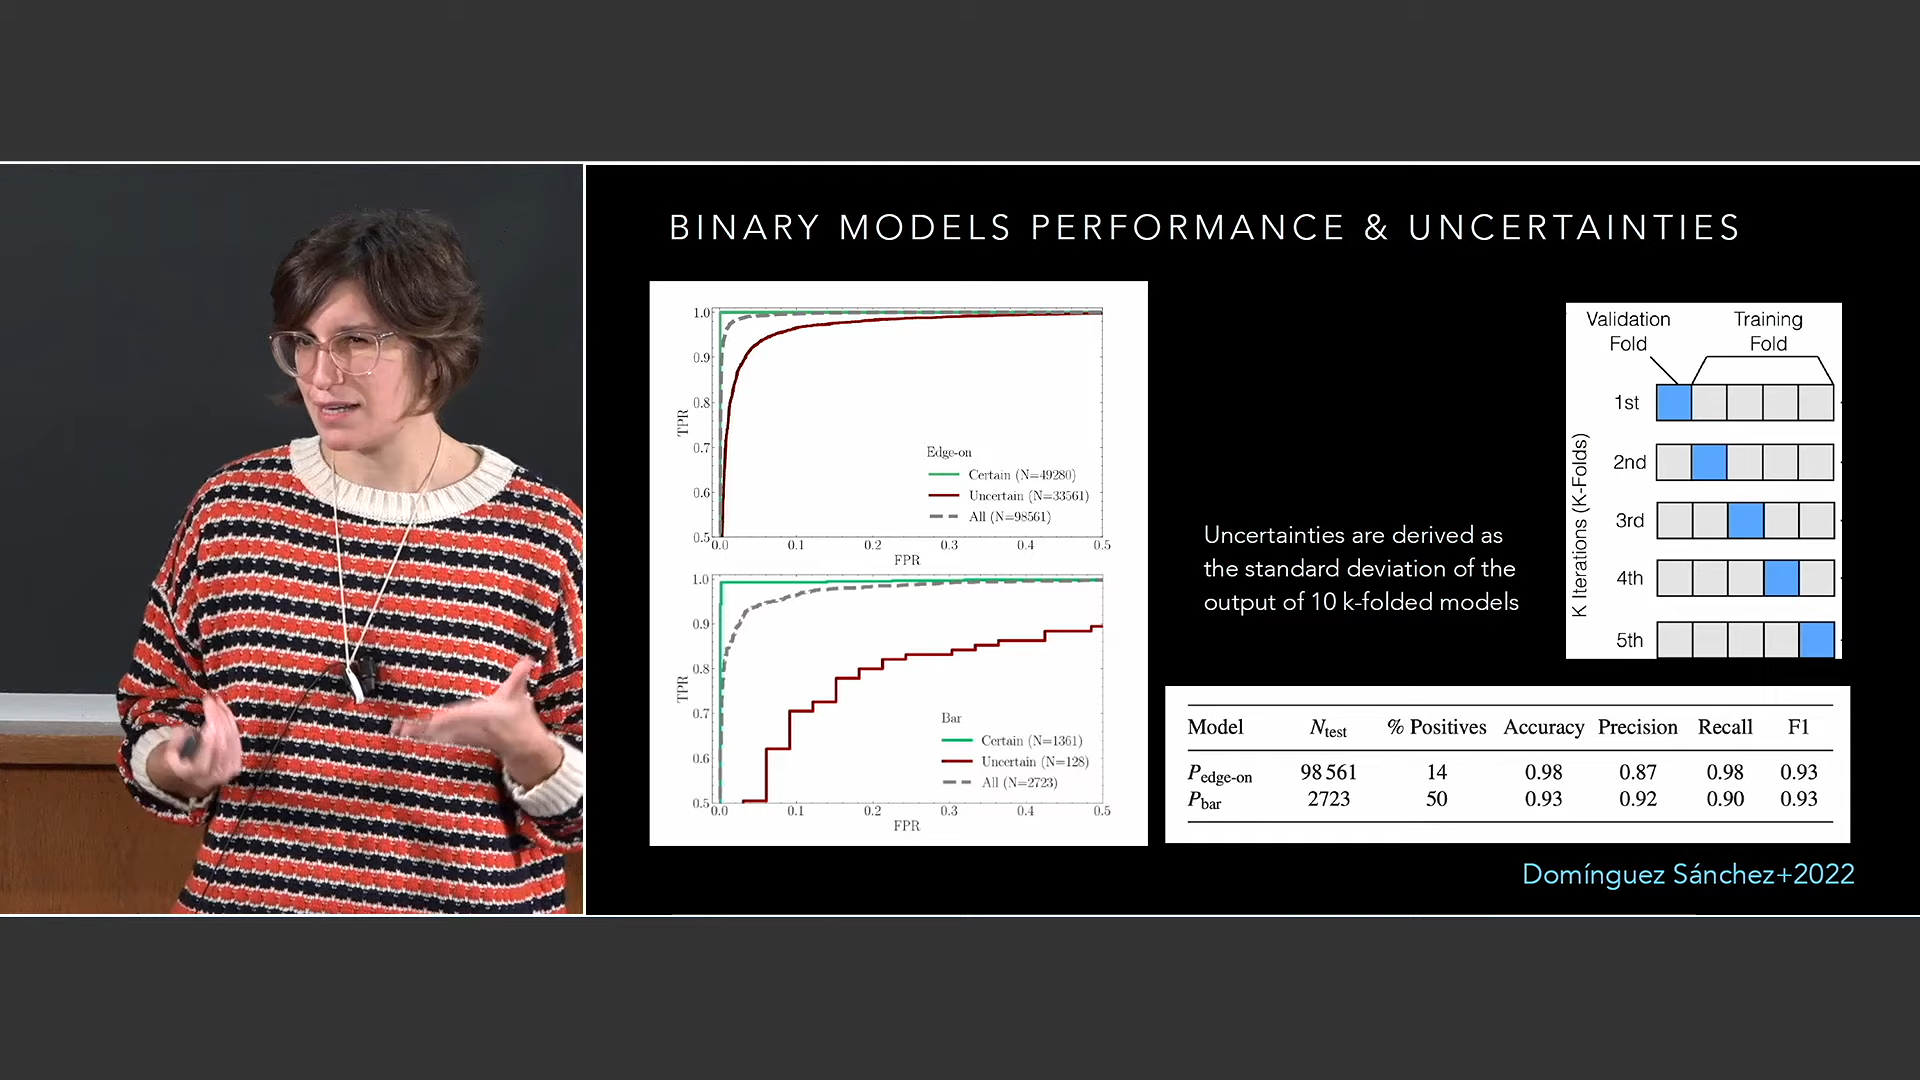 BINARY MODELS PERFORMANCE & UNCERTAINTIES
1.0
0.9
0.8
0.7
0.6
0.5
TPR
Edge-on
Certain (N=49280)
Uncertain (N=33561)
All (N=98561)
0.0 0.1 0.2 0.3 0.4 0.5
FPR
1.0
0.9
0.8
0.7
0.6
0.5
TPR
Bar
Certain (N=1361)
Uncertain (N=128)
All (N=2723)
0.0 0.1 0.2 0.3 0.4 0.5
FPR
Uncertainties are derived as
the standard deviation of the
output of 10 k-folded models
Validation Training
Fold Fold
K Iterations (K-Folds)
1st
2nd
3rd
4th
5th
Model Ntest % Positives Accuracy Precision Recall F1
Pedge-on 98 561 14 0.98 0.87 0.98 0.93
Pbar 2723 50 0.93 0.92 0.90 0.93
Domínguez Sánchez+2022